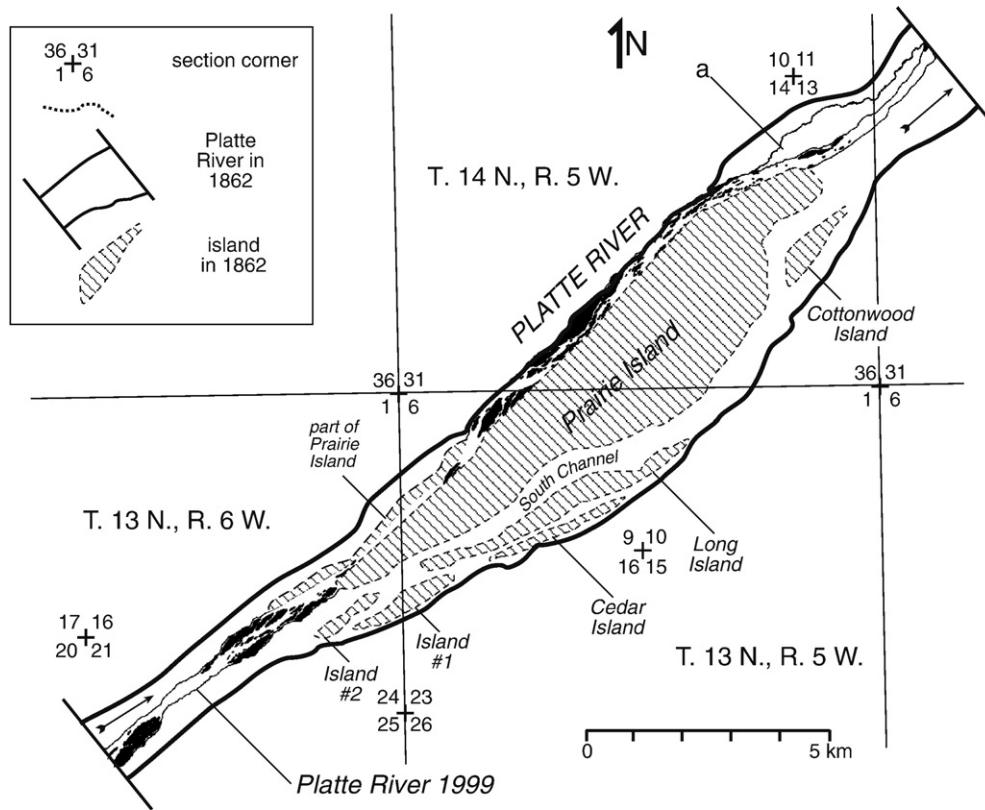 36 31
1 6
section corner
Platte
River in
1862
island
in 1862
N
10 11
14 13
a
T. 14 N., R. 5 W.
PLATTE RIVER
Cottonwood
Island
Prairie Island
36 31
1 6
36 31
1 6
part of
Prairie
Island
South Channel
T. 13 N., R. 6 W.
9 10
16 15
Long
Island
Cedar
Island
17 16
20 21
Island
#1
Island
#2
T. 13 N., R. 5 W.
24 23
25 26
0 5 km
Platte River 1999